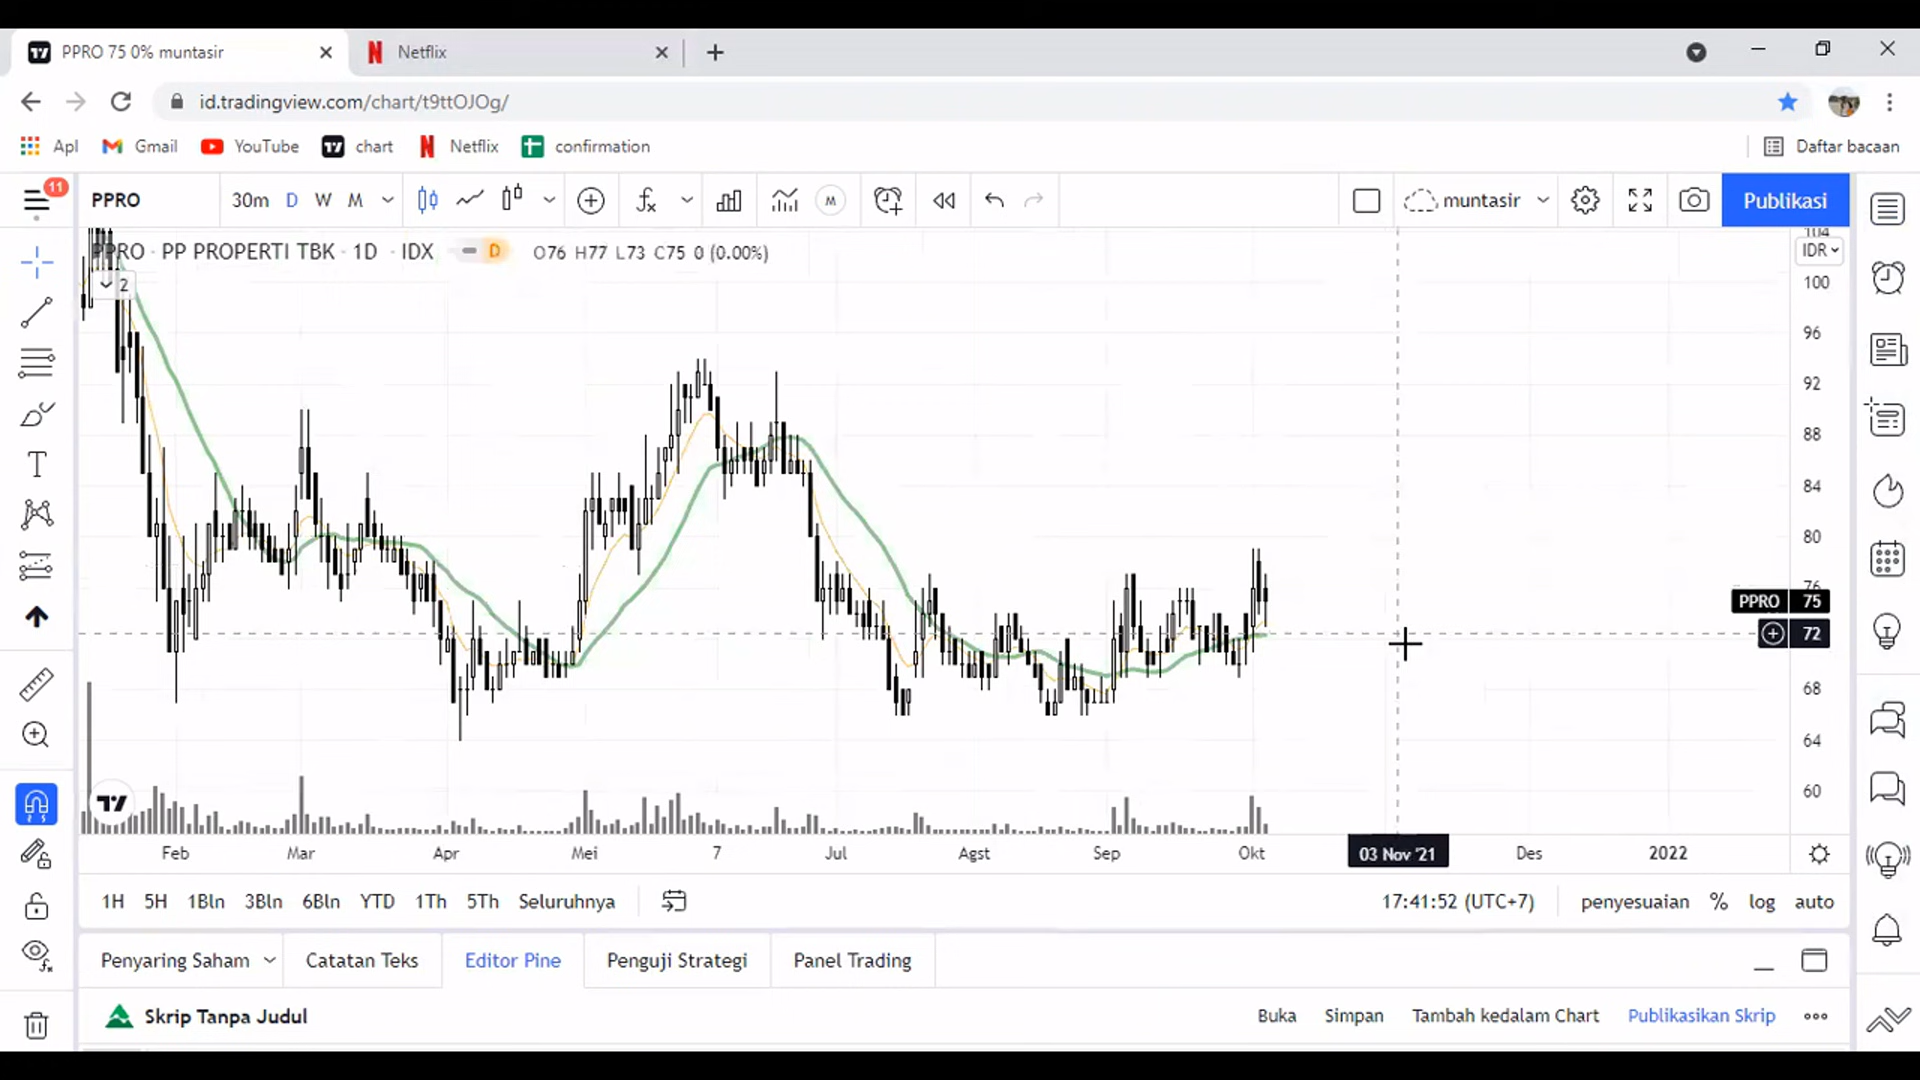 PPRO 75 0% muntasir
Netflix
id.tradingview.com/chart/t9ttOJOg/
Apl
Gmail
YouTube
chart
Netflix
confirmation
Daftar bacaan
11
PPRO
30m D W M
M
muntasir
Publikasi
PPRO · PP PROPERTI TBK · 1D · IDX
D
O76 H77 L73 C75 0 (0.00%)
2
IDR
104
100
96
92
88
84
80
76
PPRO 75
72
68
64
60
Feb Mar Apr Mei 7 Jul Agst Sep Okt 03 Nov '21 Des 2022
1H 5H 1Bln 3Bln 6Bln YTD 1Th 5Th Seluruhnya
17:41:52 (UTC+7) penyesuaian % log auto
Penyaring Saham Catatan Teks Editor Pine Penguji Strategi Panel Trading
Skrip Tanpa Judul
Buka Simpan Tambah kedalam Chart Publikasikan Skrip